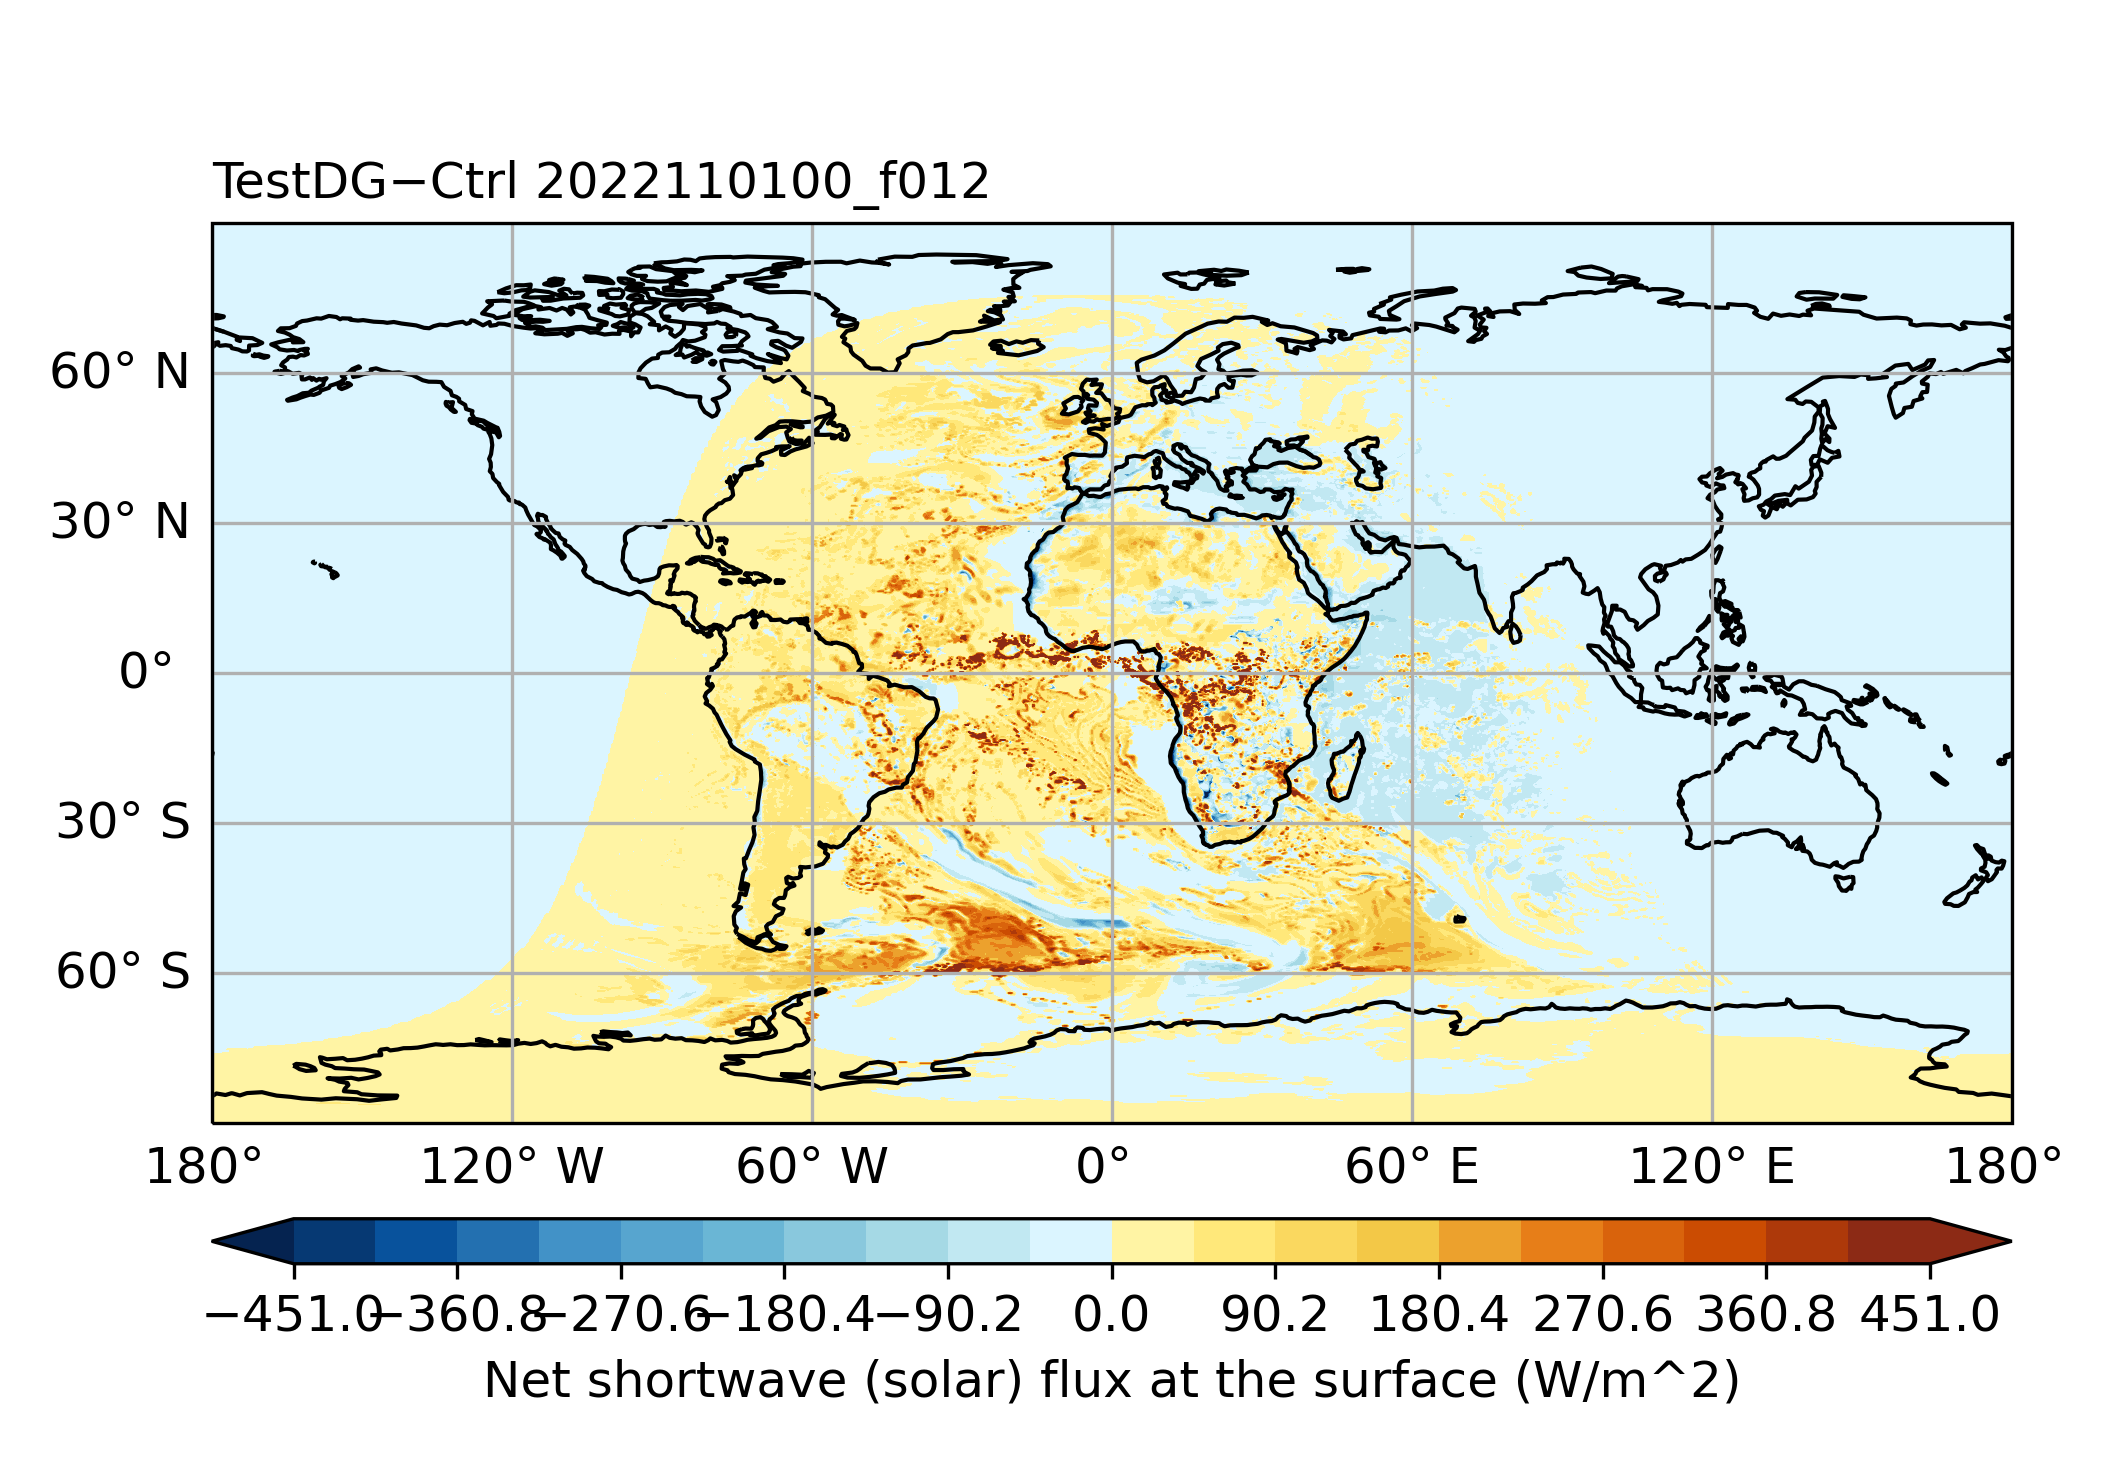 TestDG−Ctrl 2022110100_f012
60° N
30° N
0°
30° S
60° S
180° 120° W 60° W 0° 60° E 120° E 180°
−451.0 −360.8 −270.6 −180.4 −90.2 0.0 90.2 180.4 270.6 360.8 451.0
Net shortwave (solar) flux at the surface (W/m^2)